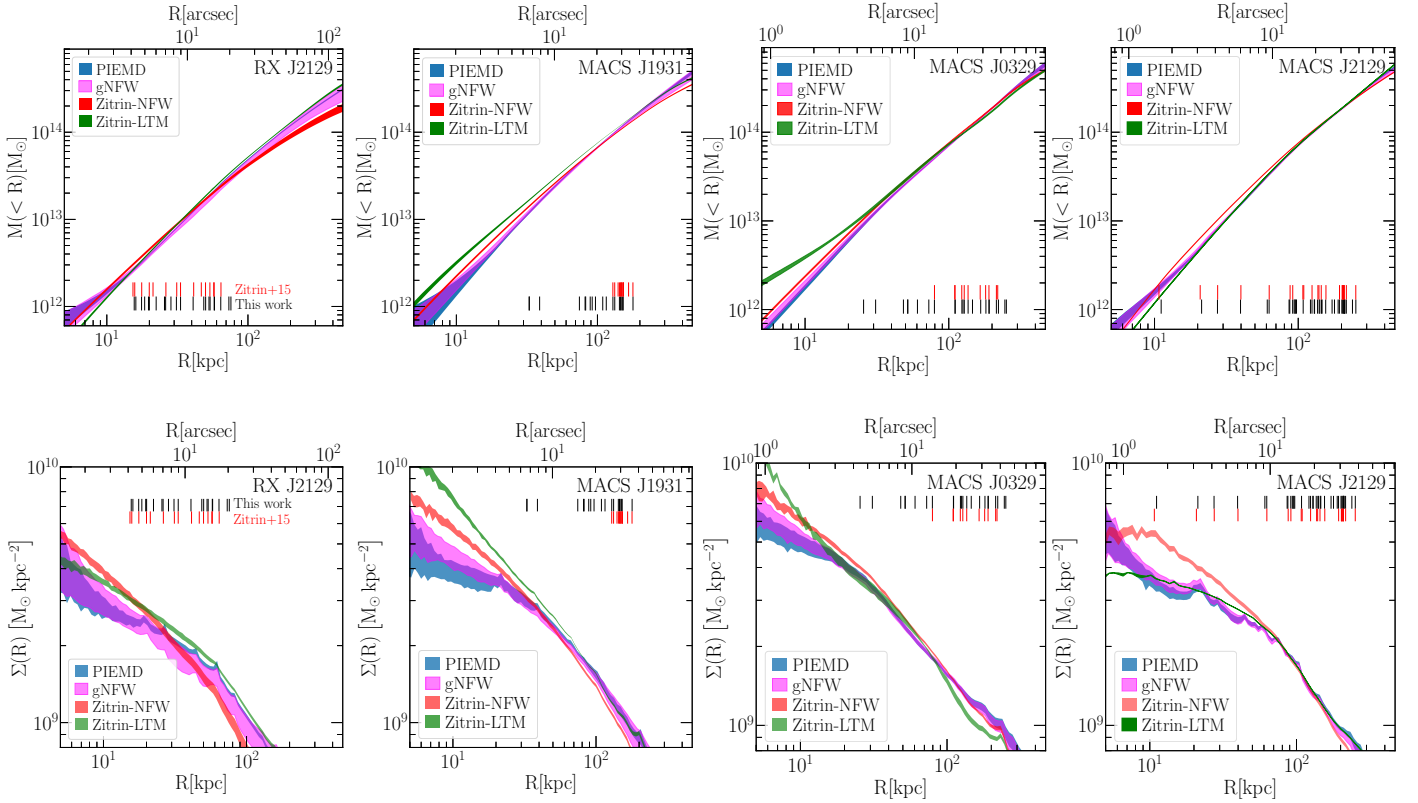 R[arcsec]
R[arcsec]
R[arcsec]
R[arcsec]
10^1
10^2
10^1
10^0
10^1
10^0
10^1
RX J2129
MACS J1931
MACS J0329
MACS J2129
PIEMD
gNFW
Zitrin-NFW
Zitrin-LTM
PIEMD
gNFW
Zitrin-NFW
Zitrin-LTM
PIEMD
gNFW
Zitrin-NFW
Zitrin-LTM
PIEMD
gNFW
Zitrin-NFW
Zitrin-LTM
M(< R)[M⊙]
M(< R)[M⊙]
M(< R)[M⊙]
M(< R)[M⊙]
10^14
10^13
10^12
10^14
10^13
10^12
10^14
10^13
10^12
10^14
10^13
10^12
Zitrin+15
This work
10^1
10^2
10^1
10^2
10^1
10^2
10^1
10^2
R[kpc]
R[kpc]
R[kpc]
R[kpc]
R[arcsec]
R[arcsec]
R[arcsec]
R[arcsec]
10^1
10^2
10^1
10^0
10^1
10^0
10^1
RX J2129
MACS J1931
MACS J0329
MACS J2129
This work
Zitrin+15
Σ(R) [M⊙ kpc−2]
Σ(R) [M⊙ kpc−2]
Σ(R) [M⊙ kpc−2]
Σ(R) [M⊙ kpc−2]
10^10
10^9
10^10
10^9
10^10
10^9
10^10
10^9
PIEMD
gNFW
Zitrin-NFW
Zitrin-LTM
PIEMD
gNFW
Zitrin-NFW
Zitrin-LTM
PIEMD
gNFW
Zitrin-NFW
Zitrin-LTM
PIEMD
gNFW
Zitrin-NFW
Zitrin-LTM
10^1
10^2
10^1
10^2
10^1
10^2
10^1
10^2
R[kpc]
R[kpc]
R[kpc]
R[kpc]